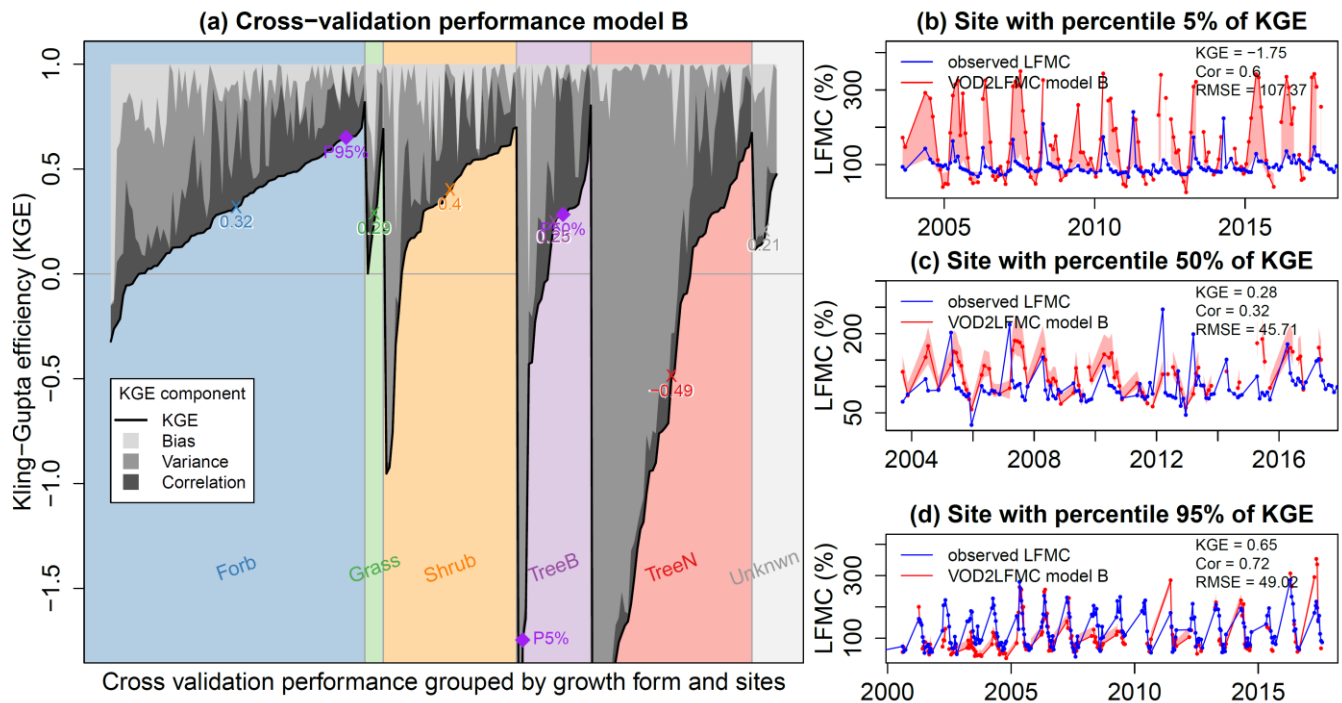 (a) Cross−validation performance model B
Kling−Gupta efficiency (KGE)
1.0
0.5
0.0
−0.5
−1.0
−1.5
P95%
0.32
0.29
0.4
0.25
−0.49
0.21
P5%
KGE component
KGE
Bias
Variance
Correlation
Forb
Grass
Shrub
TreeB
TreeN
Unknwn
Cross validation performance grouped by growth form and sites
(b) Site with percentile 5% of KGE
LFMC (%)
100
300
observed LFMC
VOD2LFMC model B
KGE = −1.75
Cor = 0.6
RMSE = 107.37
2005
2010
2015
(c) Site with percentile 50% of KGE
LFMC (%)
50
200
observed LFMC
VOD2LFMC model B
KGE = 0.28
Cor = 0.32
RMSE = 45.71
2004
2008
2012
2016
(d) Site with percentile 95% of KGE
LFMC (%)
100
300
observed LFMC
VOD2LFMC model B
KGE = 0.65
Cor = 0.72
RMSE = 49.02
2000
2005
2010
2015